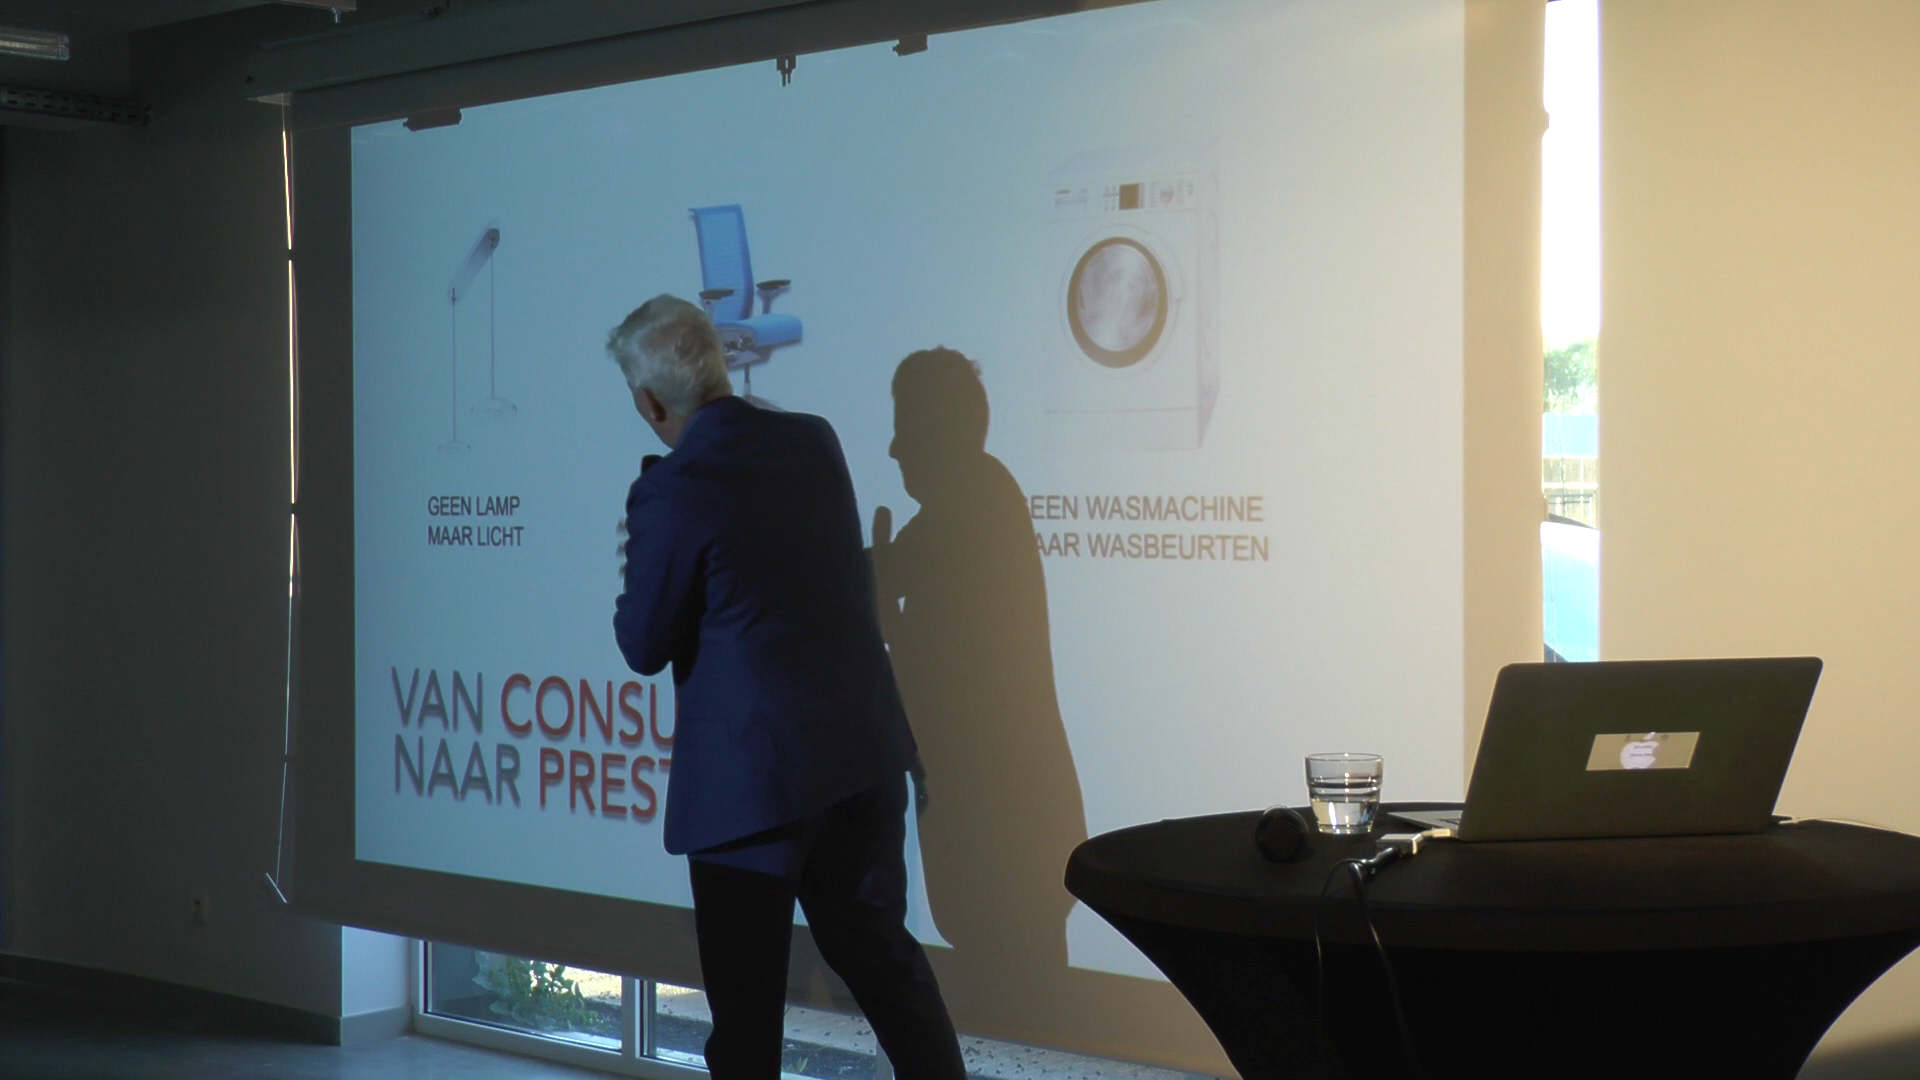 GEEN LAMP
MAAR LICHT
EEN WASMACHINE
AAR WASBEURTEN
VAN CONSU
NAAR PREST